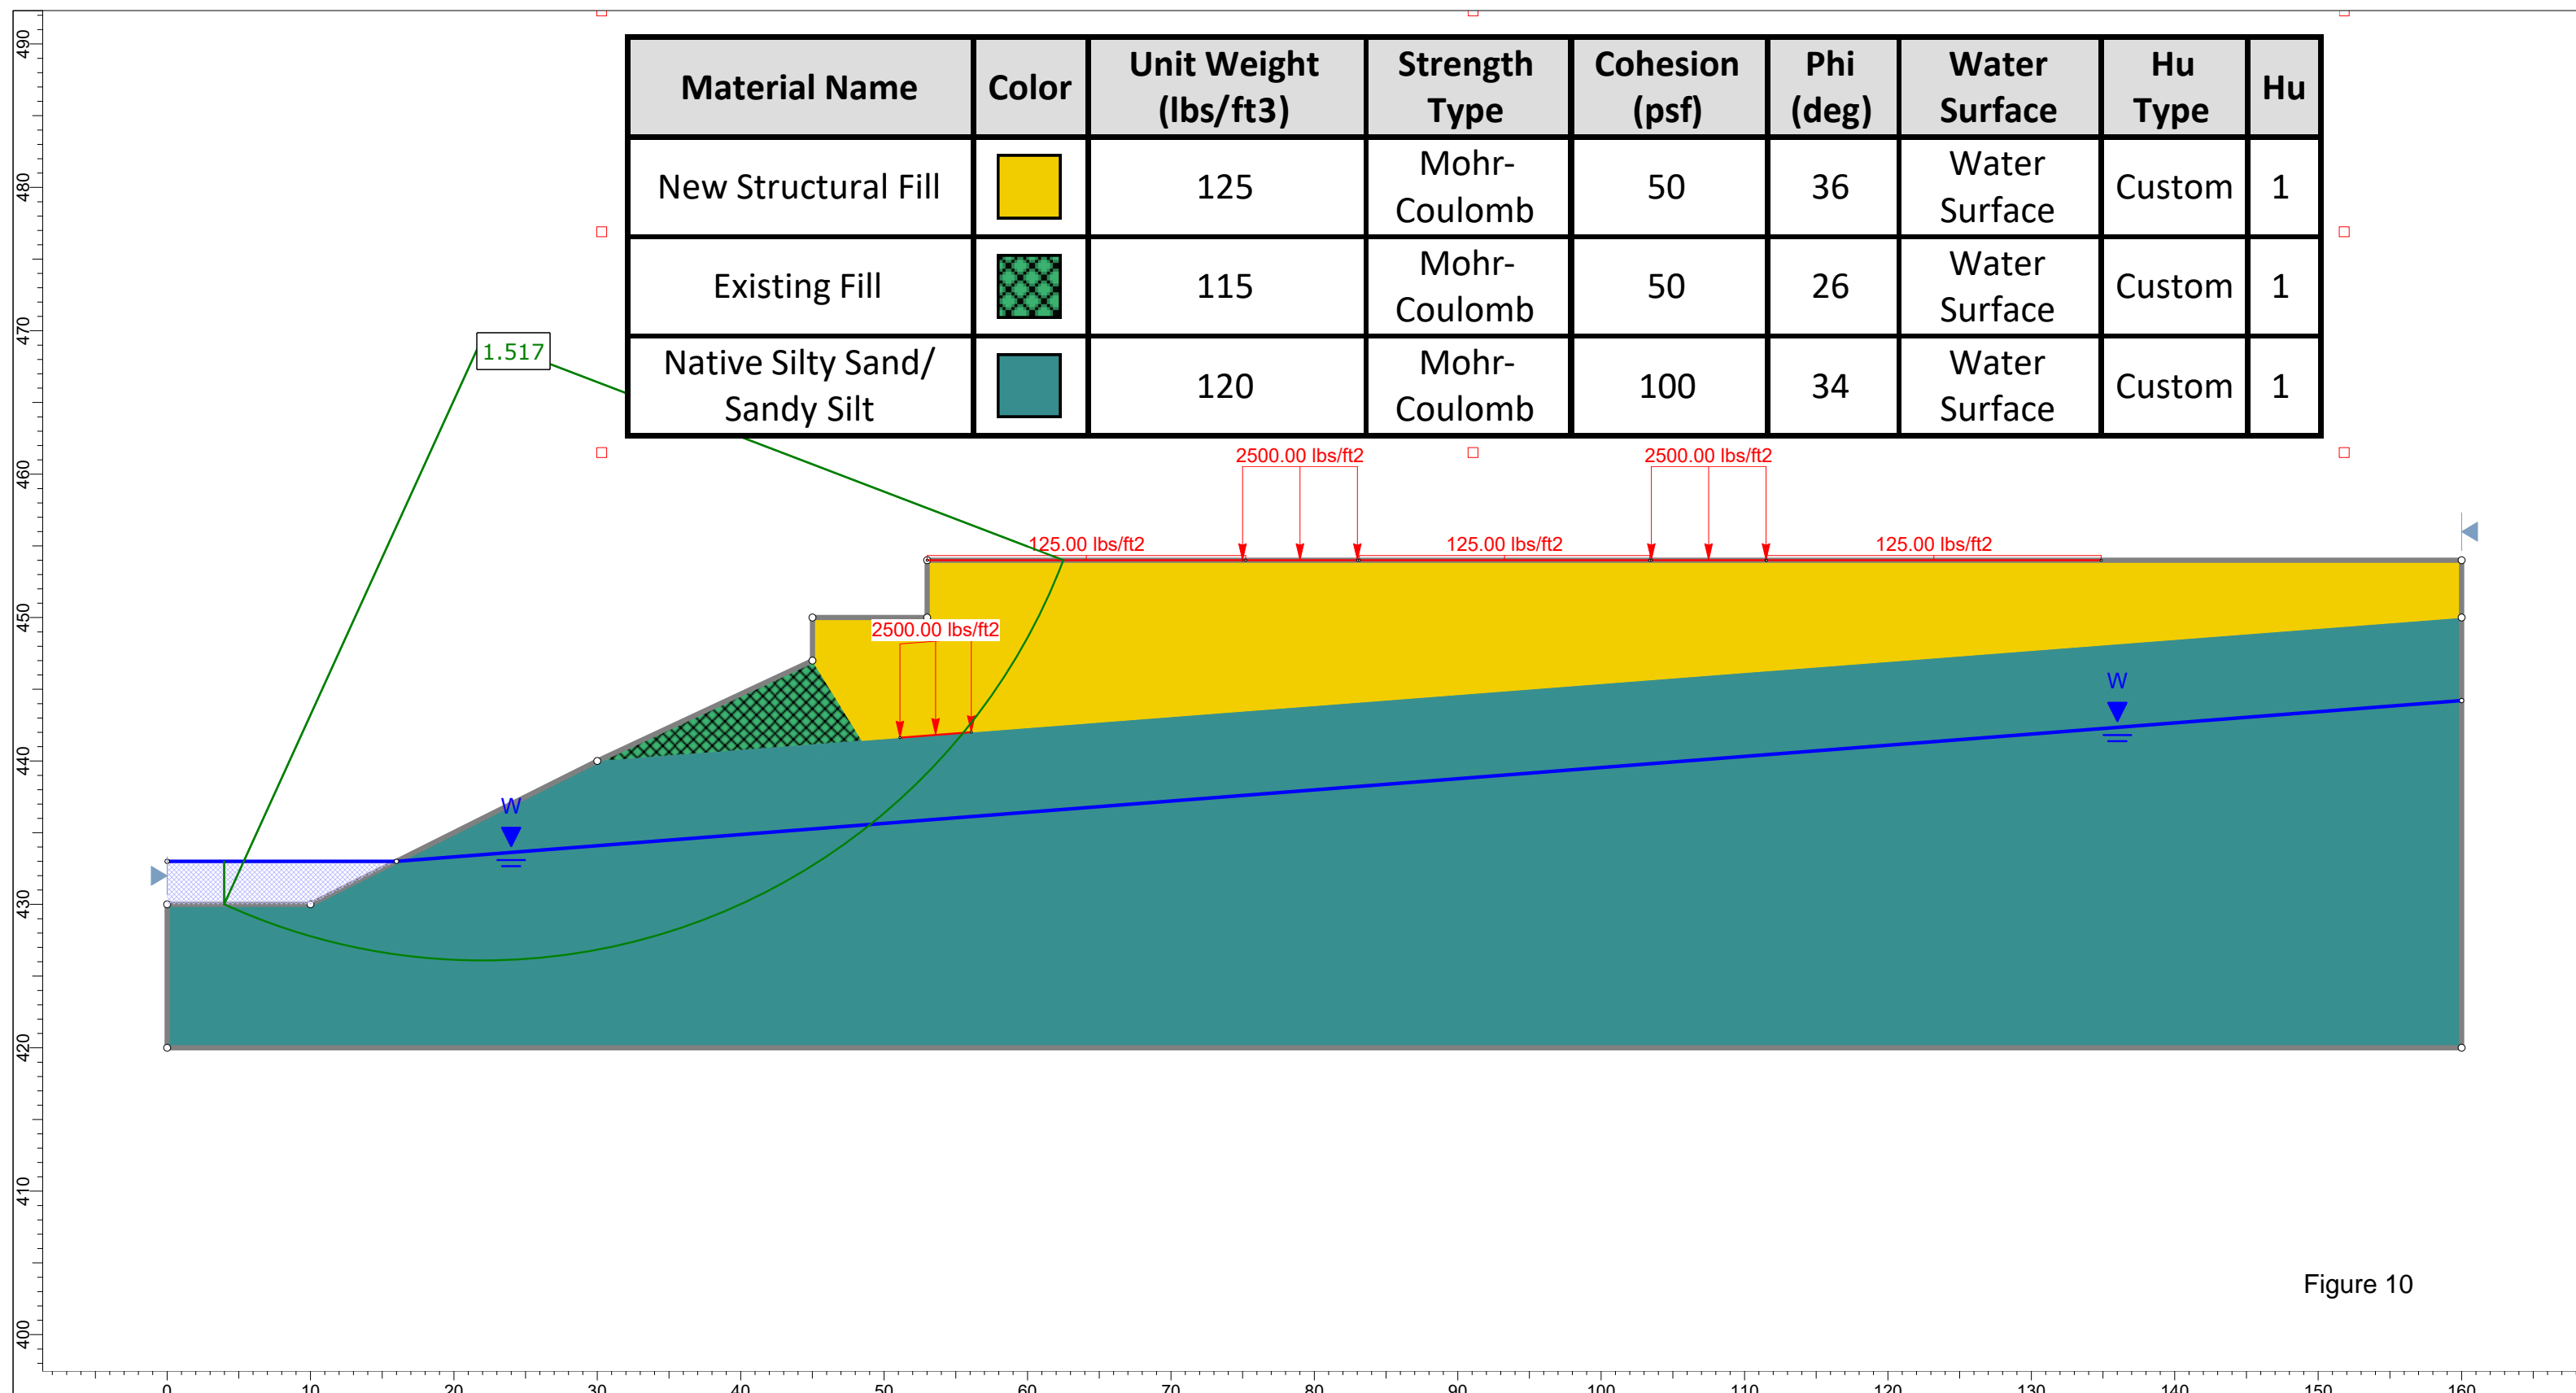 Material Name Color Unit Weight (lbs/ft3) Strength Type Cohesion (psf) Phi (deg) Water Surface Hu Type Hu
New Structural Fill 125 Mohr-Coulomb 50 36 Water Surface Custom 1
Existing Fill 115 Mohr-Coulomb 50 26 Water Surface Custom 1
Native Silty Sand/ Sandy Silt 120 Mohr-Coulomb 100 34 Water Surface Custom 1
1.517
2500.00 lbs/ft2 2500.00 lbs/ft2
125.00 lbs/ft2 125.00 lbs/ft2 125.00 lbs/ft2
2500.00 lbs/ft2
W
W
490
480
470
460
450
440
430
420
410
400
Figure 10
0 10 20 30 40 50 60 70 80 90 100 110 120 130 140 150 160